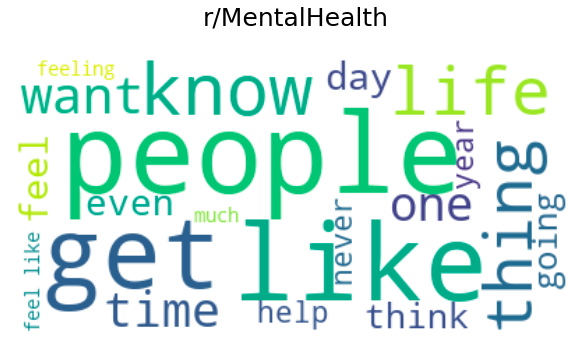 r/MentalHealth
feeling
want
know
day
life
people
feel
even
much
one
year
thing
going
get
like
never
feel like
time
help
think